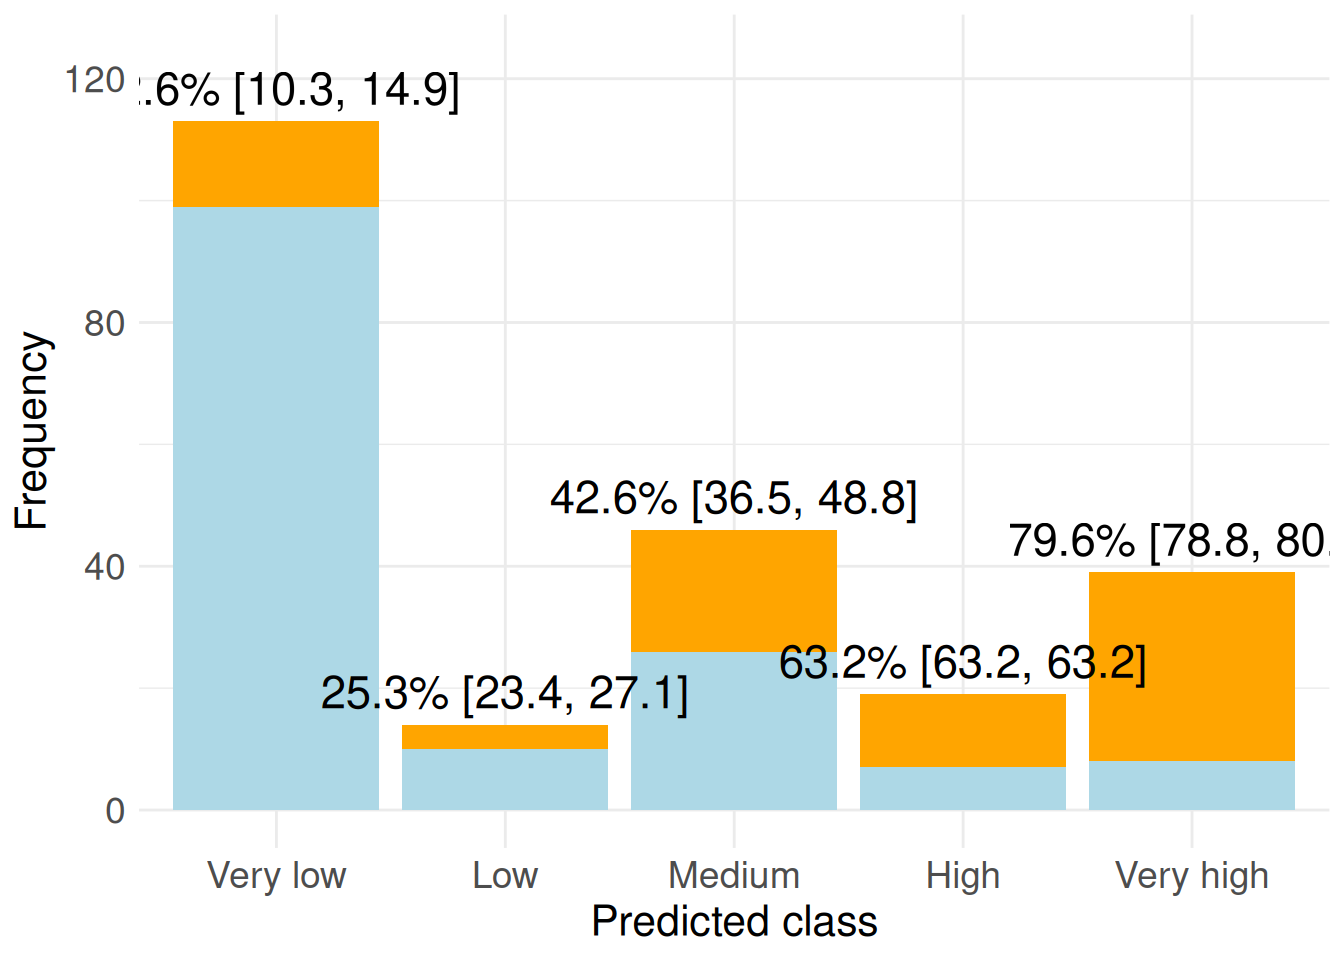 120
80
40
0
Frequency
.6% [10.3, 14.9]
25.3% [23.4, 27.1]
42.6% [36.5, 48.8]
63.2% [63.2, 63.2]
79.6% [78.8, 80.
Very low
Low
Medium
High
Very high
Predicted class